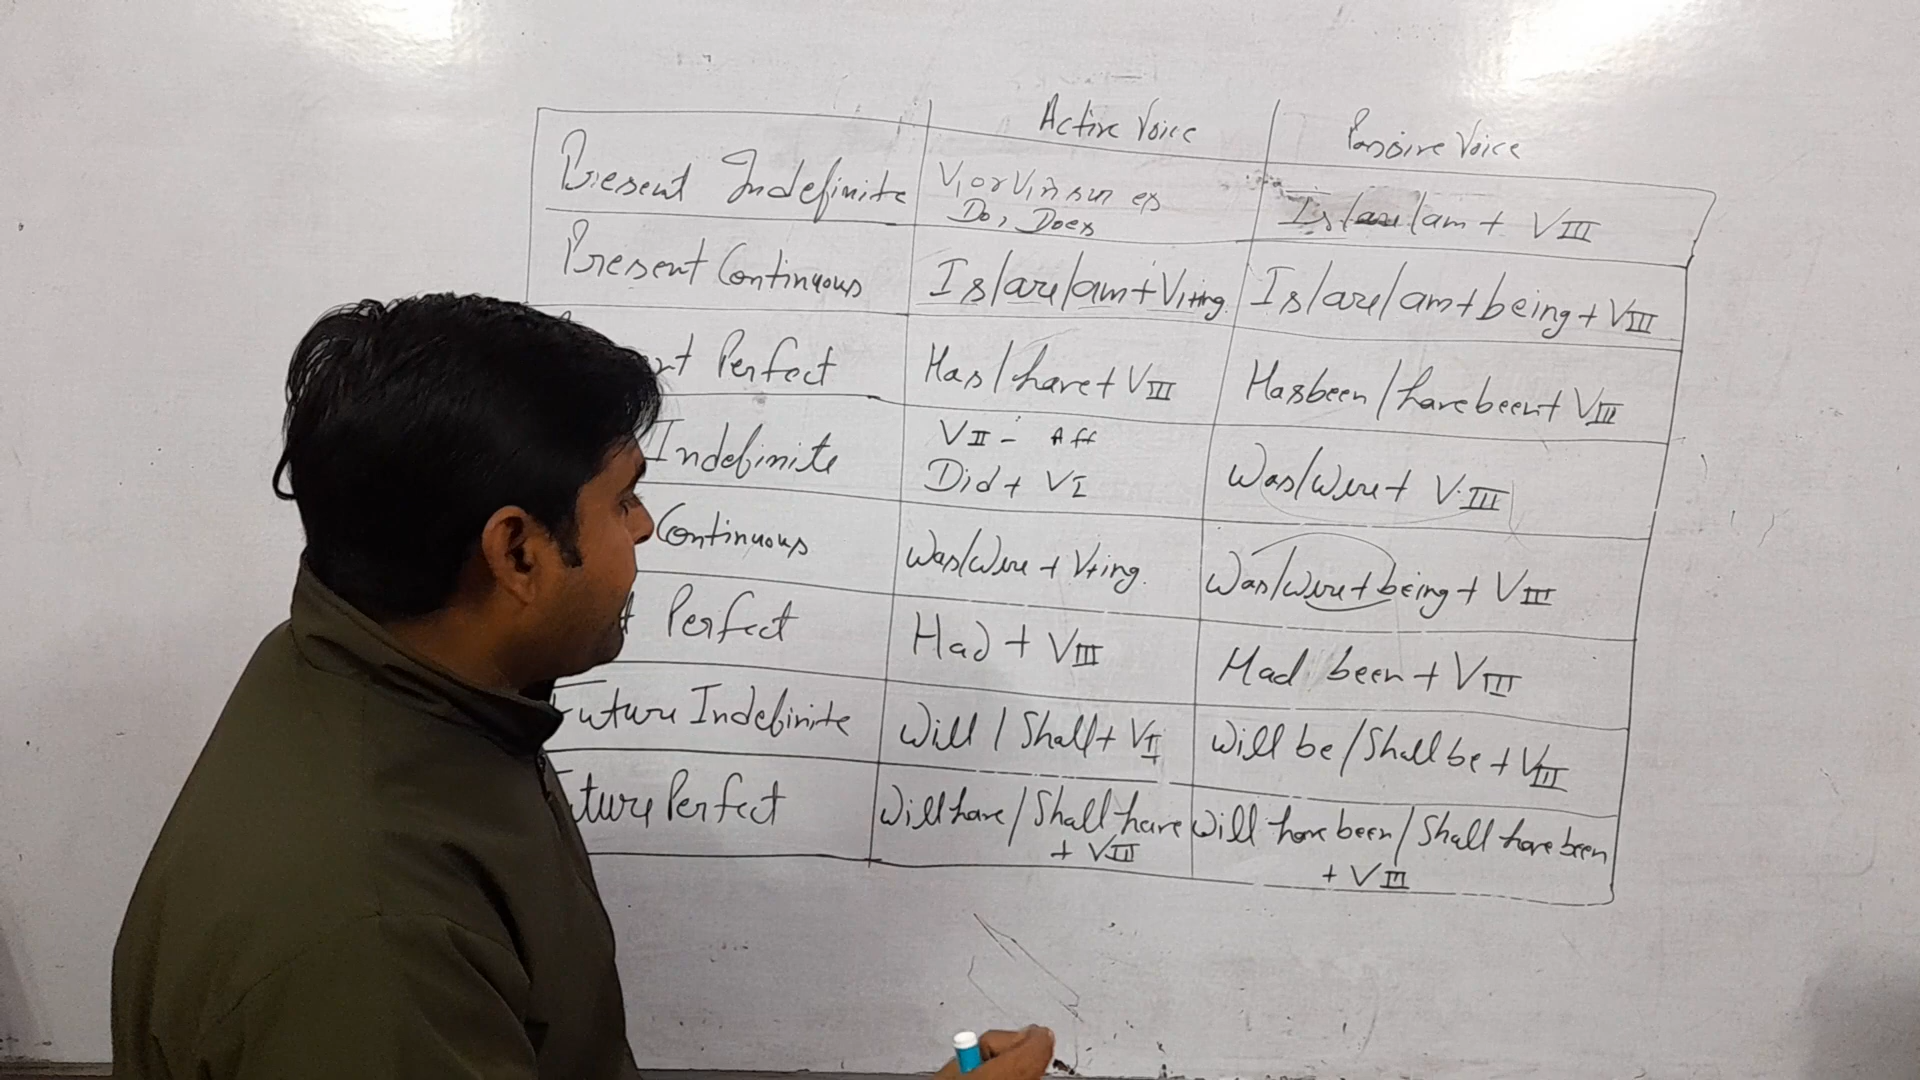 Active Voice Passive Voice
Present Indefinite V1 or V1 in s or es Is/are/am + VIII
Do, Does
Present Continuous Is/are/am + V1+ing Is/are/am + being + VIII
Perfect Has/have + VIII Has been/have been + VIII
Indefinite VII - Aff Was/Were + VIII
Did + VI
Continuous Was/Were + V+ing. Was/Were + being + VIII
Perfect Had + VIII Had been + VIII
Future Indefinite Will / Shall + VI Will be / Shall be + VIII
Perfect Will have / Shall have Will have been / Shall have been
+ VIII + VIII